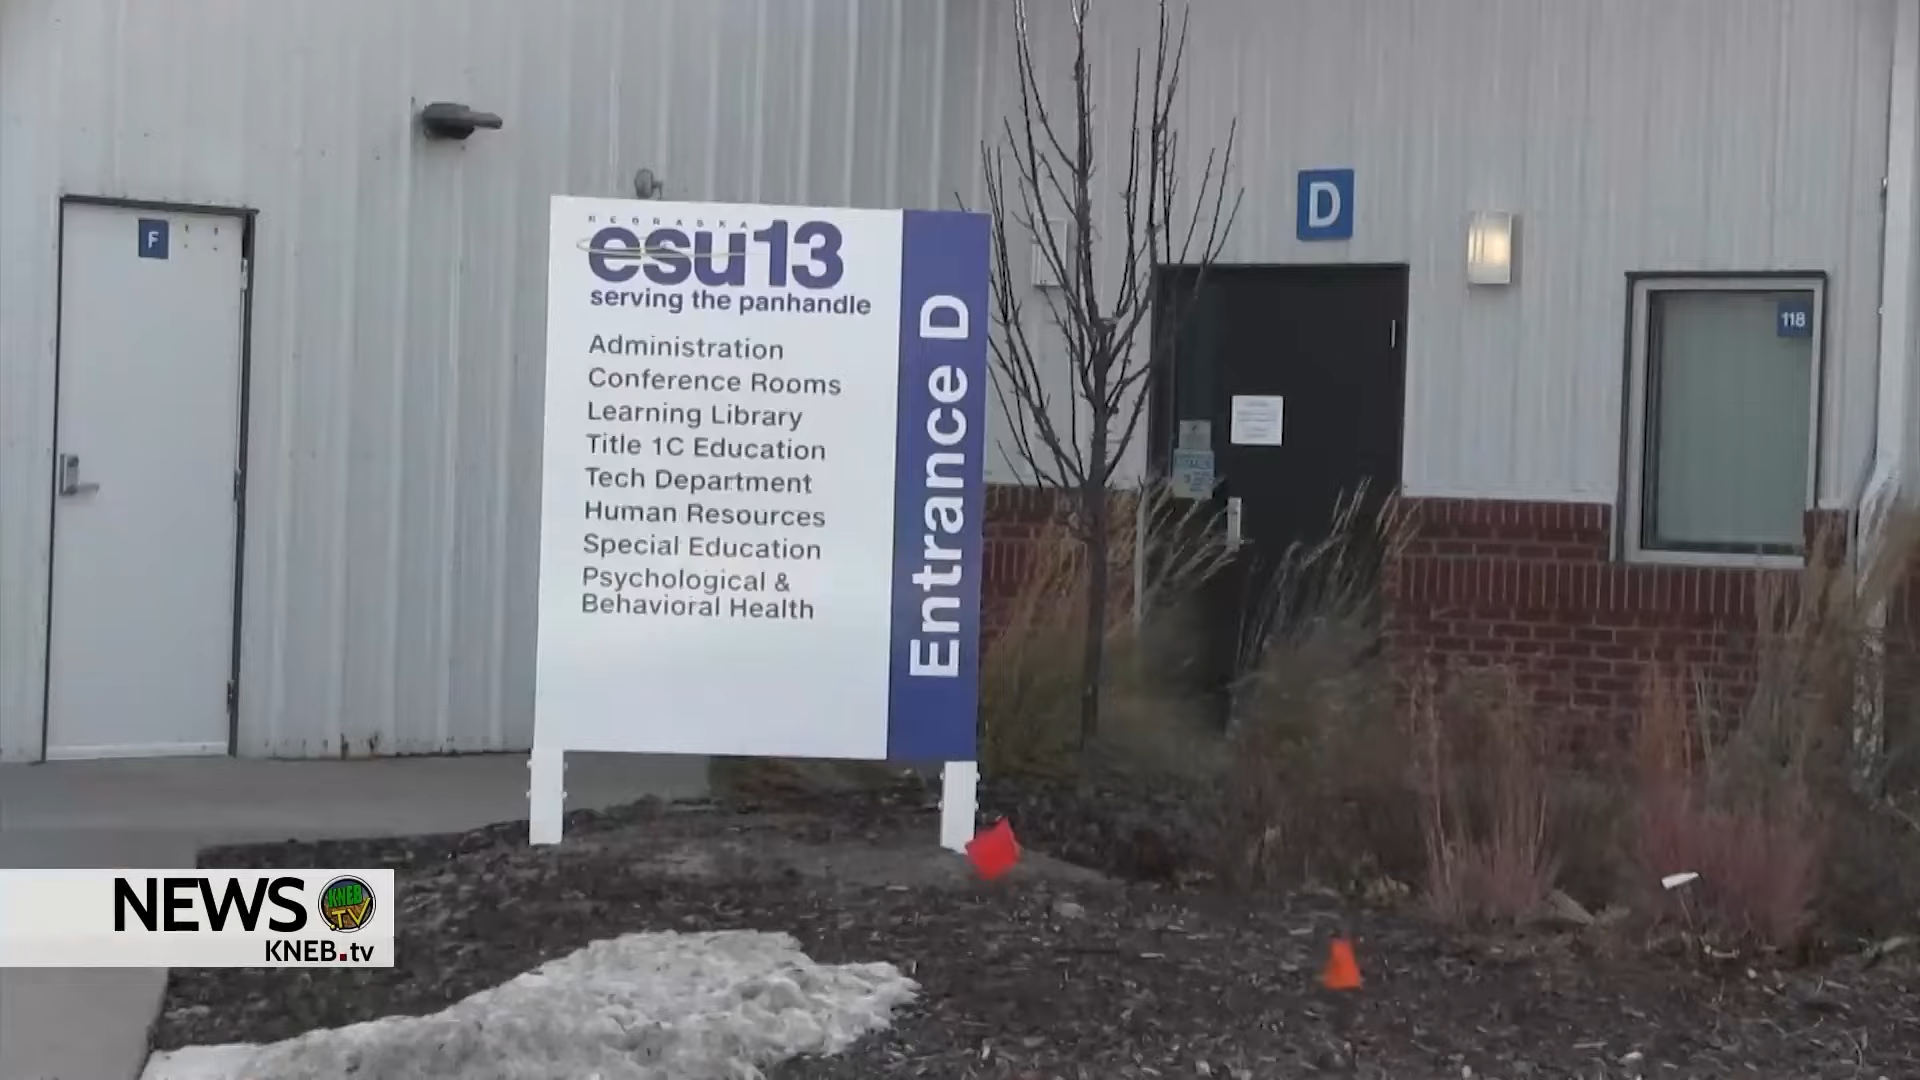 F
NEBRASKA
esu13
serving the panhandle
Administration
Conference Rooms
Learning Library
Title 1C Education
Tech Department
Human Resources
Special Education
Psychological &
Behavioral Health
Entrance D
D
118
NEWS
KNEB
TV
KNEB.tv